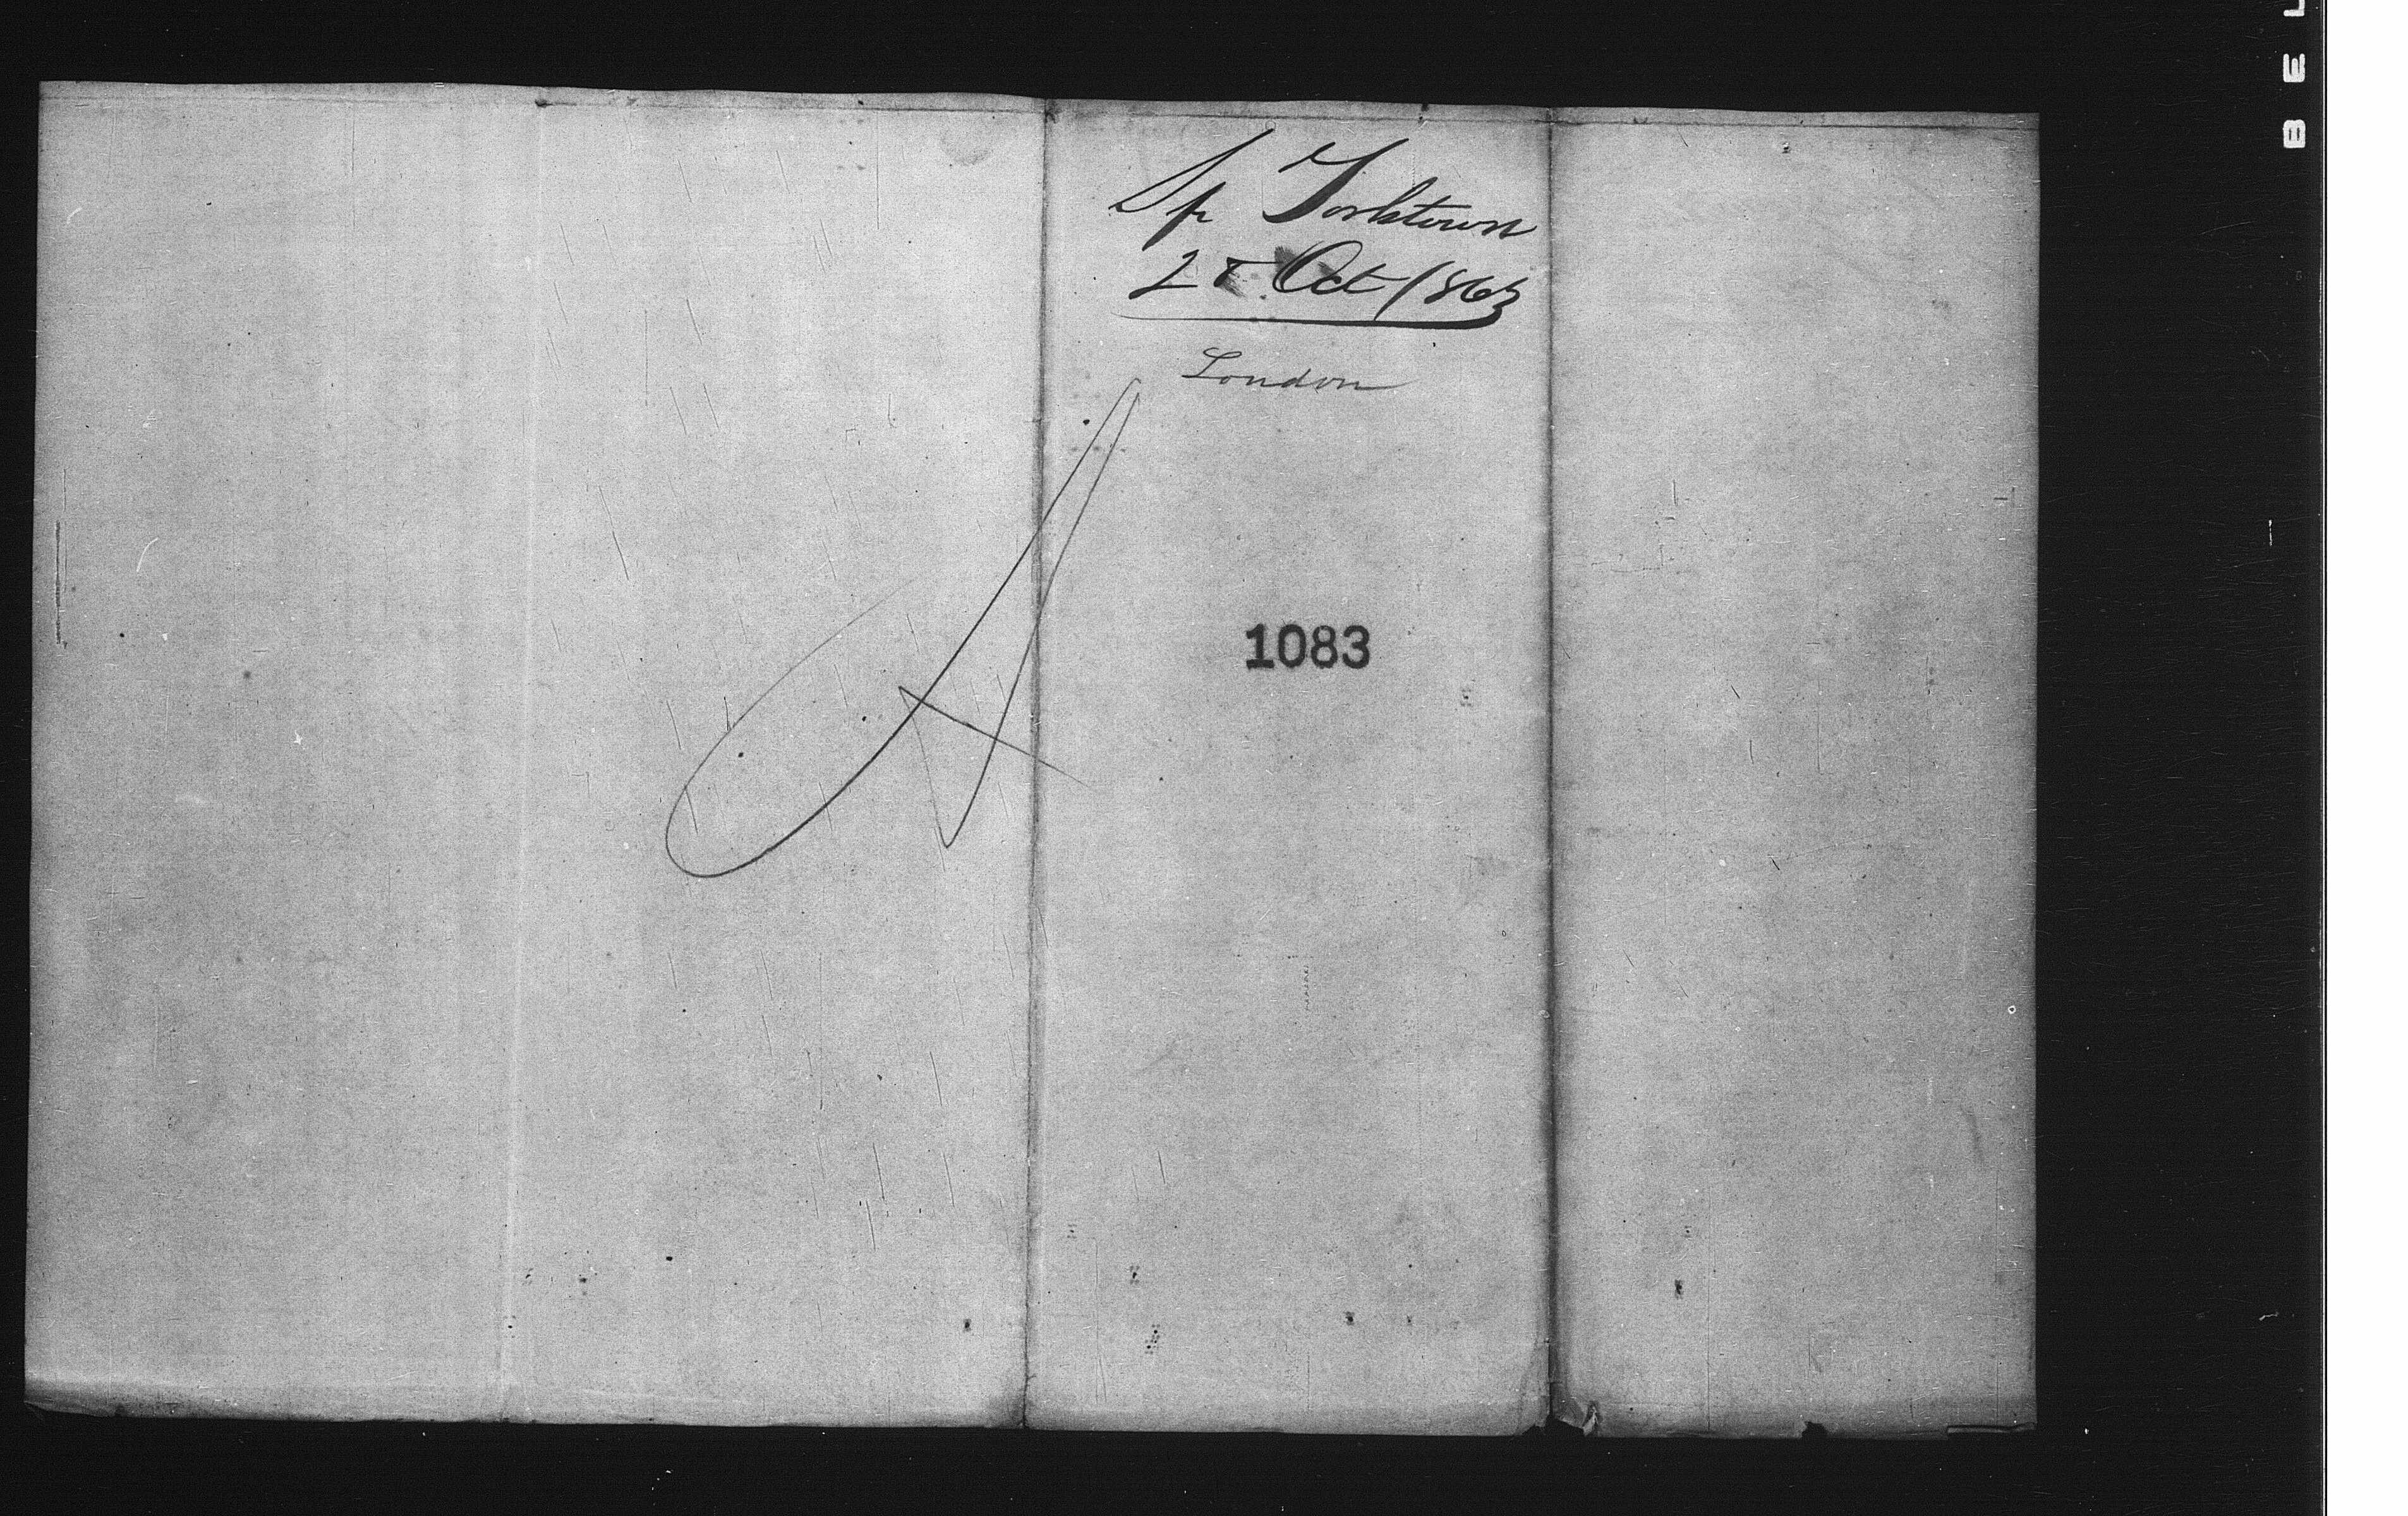 Sp Yorktown
28 Oct 1863
London
A
1083
B E L